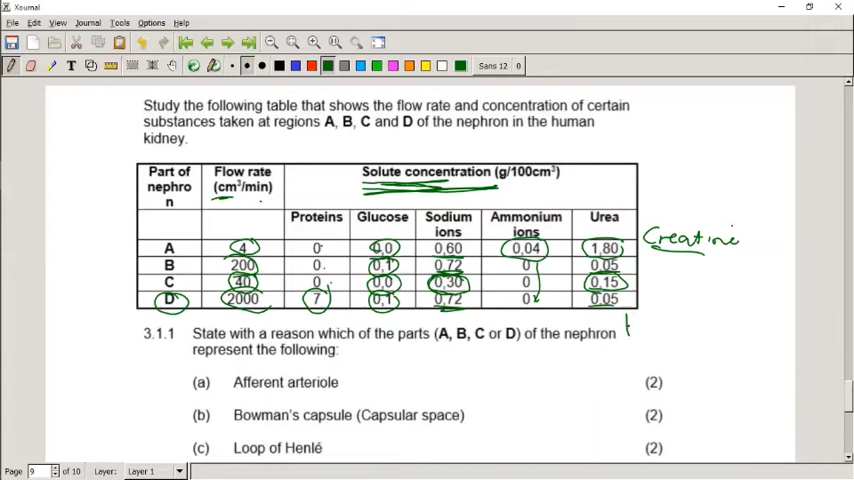 Xournal
File Edit View Journal Tools Options Help
Sans 12 0
Study the following table that shows the flow rate and concentration of certain
substances taken at regions A, B, C and D of the nephron in the human
kidney.
Part of nephro n Flow rate (cm³/min) Solute concentration (g/100cm³)
Proteins Glucose Sodium ions Ammonium ions Urea
A 4 0 0,0 0,60 0,04 1,80
Creatine
B 200 0 0,1 0,72 0 0,05
C 40 0 0,0 0,30 0 0,15
D 2000 7 0,1 0,72 0 0,05
3.1.1 State with a reason which of the parts (A, B, C or D) of the nephron
represent the following:
(a) Afferent arteriole (2)
(b) Bowman's capsule (Capsular space) (2)
(c) Loop of Henlé (2)
Page 9 of 10 Layer: Layer 1